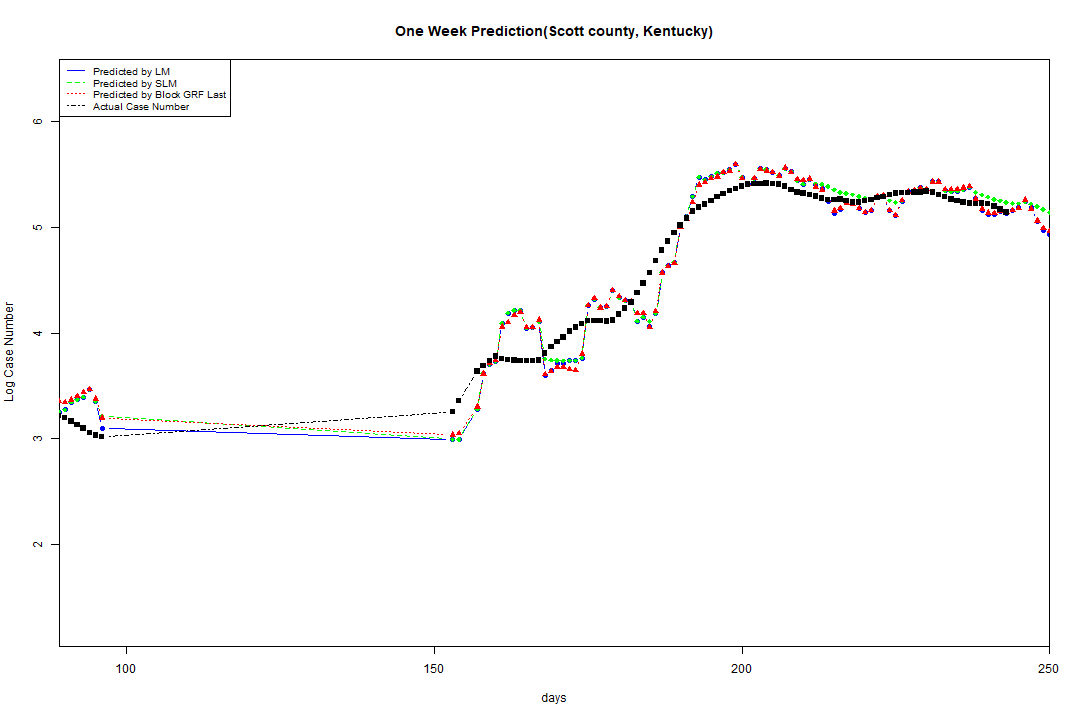 One Week Prediction(Scott county, Kentucky)
Predicted by LM
Predicted by SLM
Predicted by Block GRF Last
Actual Case Number
Log Case Number
6
5
4
3
2
100 150 200 250
days